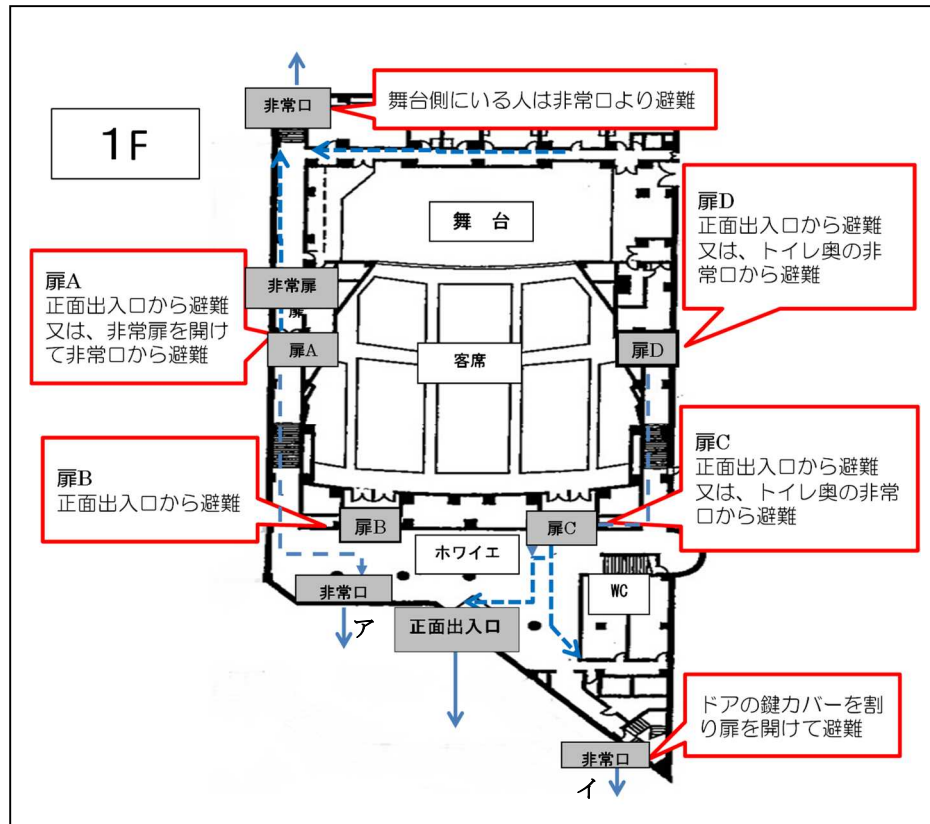 非常口
舞台側にいる人は非常口より避難
1F
舞　台
扉D
正面出入口から避難
又は、トイレ奥の非
常口から避難
扉A
正面出入口から避難
又は、非常扉を開け
て非常口から避難
非常扉
扉
扉A
客席
扉D
扉B
正面出入口から避難
扉C
正面出入口から避難
又は、トイレ奥の非常
口から避難
扉B
扉C
ホワイエ
WC
非常口
ア
正面出入口
ドアの鍵カバーを割
り扉を開けて避難
非常口
イ